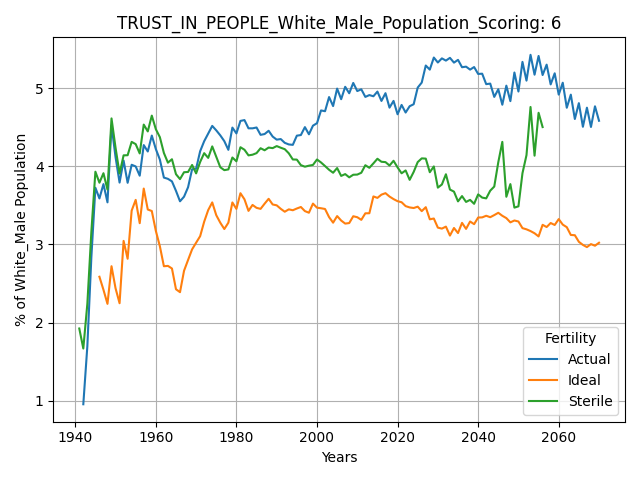 TRUST_IN_PEOPLE_White_Male_Population_Scoring: 6
% of White_Male Population
5
4
3
2
1
1940 1960 1980 2000 2020 2040 2060
Years
Fertility
Actual
Ideal
Sterile